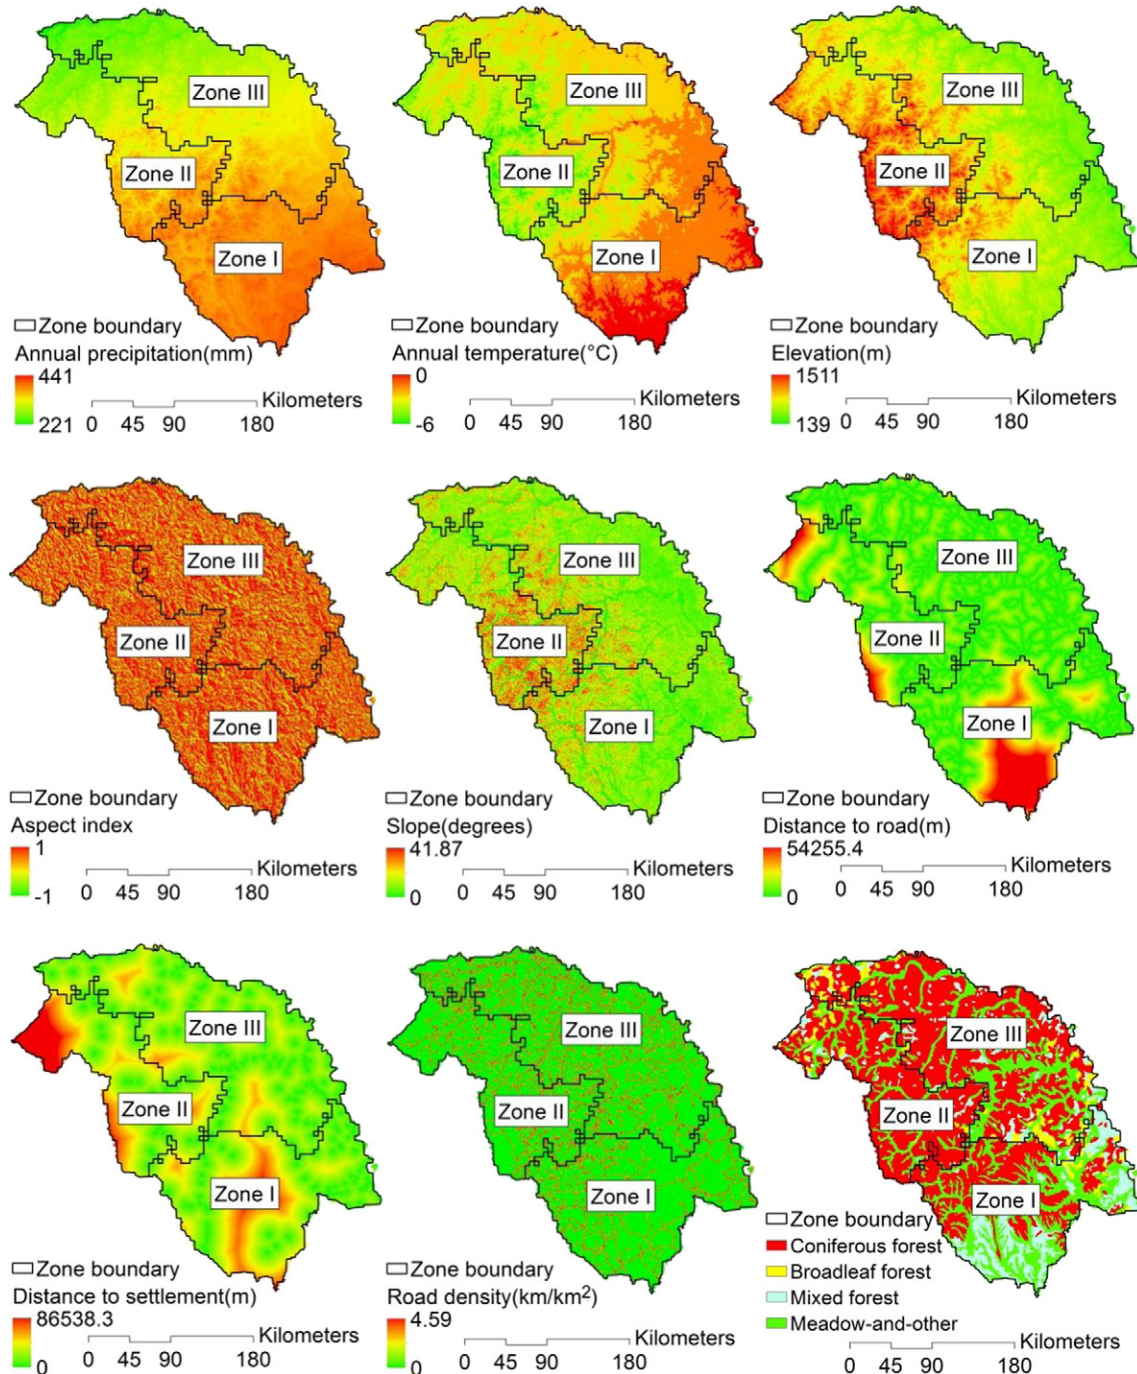 Zone III
Zone II
Zone I
Zone boundary
Annual precipitation(mm)
441
221
Kilometers
0 45 90 180
Zone III
Zone II
Zone I
Zone boundary
Annual temperature(°C)
0
-6
Kilometers
0 45 90 180
Zone III
Zone II
Zone I
Zone boundary
Elevation(m)
1511
139
Kilometers
0 45 90 180
Zone III
Zone II
Zone I
Zone boundary
Aspect index
1
-1
Kilometers
0 45 90 180
Zone III
Zone II
Zone I
Zone boundary
Slope(degrees)
41.87
0
Kilometers
0 45 90 180
Zone III
Zone II
Zone I
Zone boundary
Distance to road(m)
54255.4
0
Kilometers
0 45 90 180
Zone III
Zone II
Zone I
Zone boundary
Distance to settlement(m)
86538.3
0
Kilometers
0 45 90 180
Zone III
Zone II
Zone I
Zone boundary
Road density(km/km²)
4.59
0
Kilometers
0 45 90 180
Zone III
Zone II
Zone I
Zone boundary
Coniferous forest
Broadleaf forest
Mixed forest
Meadow-and-other
Kilometers
0 45 90 180